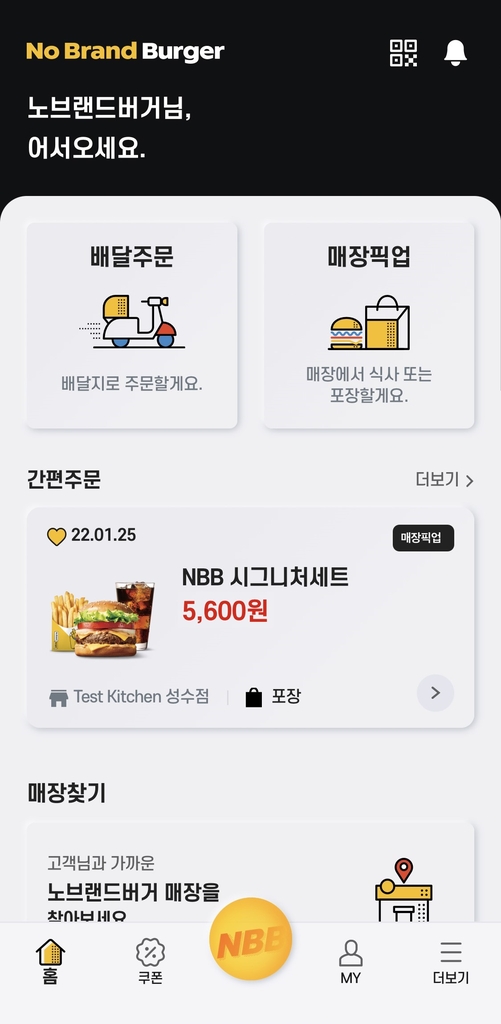 No Brand Burger
노브랜드버거님,
어서오세요.
배달주문
배달지로 주문할게요.
매장픽업
매장에서 식사 또는
포장할게요.
간편주문
더보기
22.01.25
매장픽업
NBB 시그니처세트
5,600원
Test Kitchen 성수점
포장
매장찾기
고객님과 가까운
노브랜드버거 매장을
찾아보세요
NBB
홈
쿠폰
MY
더보기